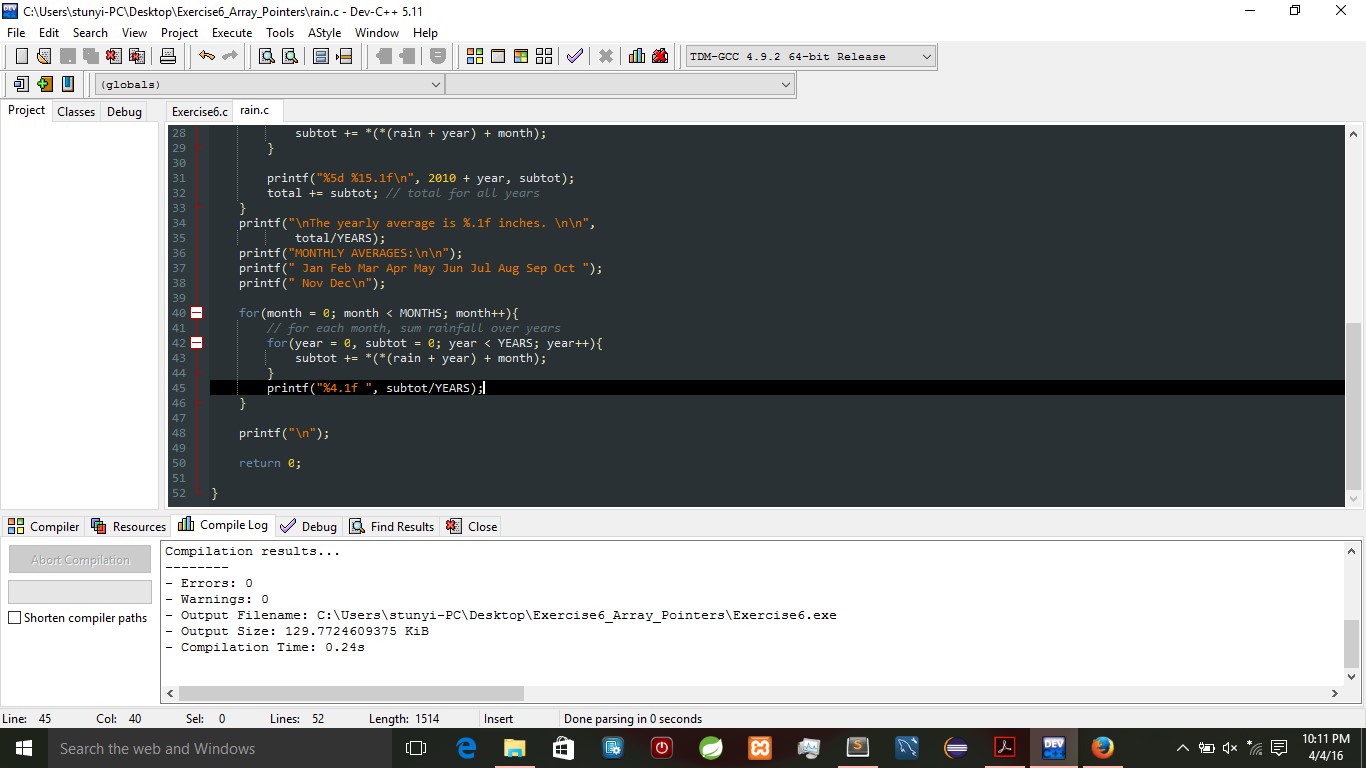 C:\Users\stunyi-PC\Desktop\Exercise6_Array_Pointers\rain.c - Dev-C++ 5.11
File Edit Search View Project Execute Tools AStyle Window Help
TDM-GCC 4.9.2 64-bit Release
(globals)
Project Classes Debug Exercise6.c rain.c
28 subtot += *(*(rain + year) + month);
29 }
30
31 printf("%5d %15.1f\n", 2010 + year, subtot);
32 total += subtot; // total for all years
33 }
34 printf("\nThe yearly average is %.1f inches. \n\n",
35 total/YEARS);
36 printf("MONTHLY AVERAGES:\n\n");
37 printf(" Jan Feb Mar Apr May Jun Jul Aug Sep Oct ");
38 printf(" Nov Dec\n");
39
40 for(month = 0; month < MONTHS; month++){
41 // for each month, sum rainfall over years
42 for(year = 0, subtot = 0; year < YEARS; year++){
43 subtot += *(*(rain + year) + month);
44 }
45 printf("%4.1f ", subtot/YEARS);
46 }
47
48 printf("\n");
49
50 return 0;
51
52 }
Compiler Resources Compile Log Debug Find Results Close
Abort Compilation
Shorten compiler paths
Compilation results...
--------
- Errors: 0
- Warnings: 0
- Output Filename: C:\Users\stunyi-PC\Desktop\Exercise6_Array_Pointers\Exercise6.exe
- Output Size: 129.7724609375 KiB
- Compilation Time: 0.24s
Line: 45 Col: 40 Sel: 0 Lines: 52 Length: 1514 Insert Done parsing in 0 seconds
Search the web and Windows
DEV
10:11 PM
4/4/16